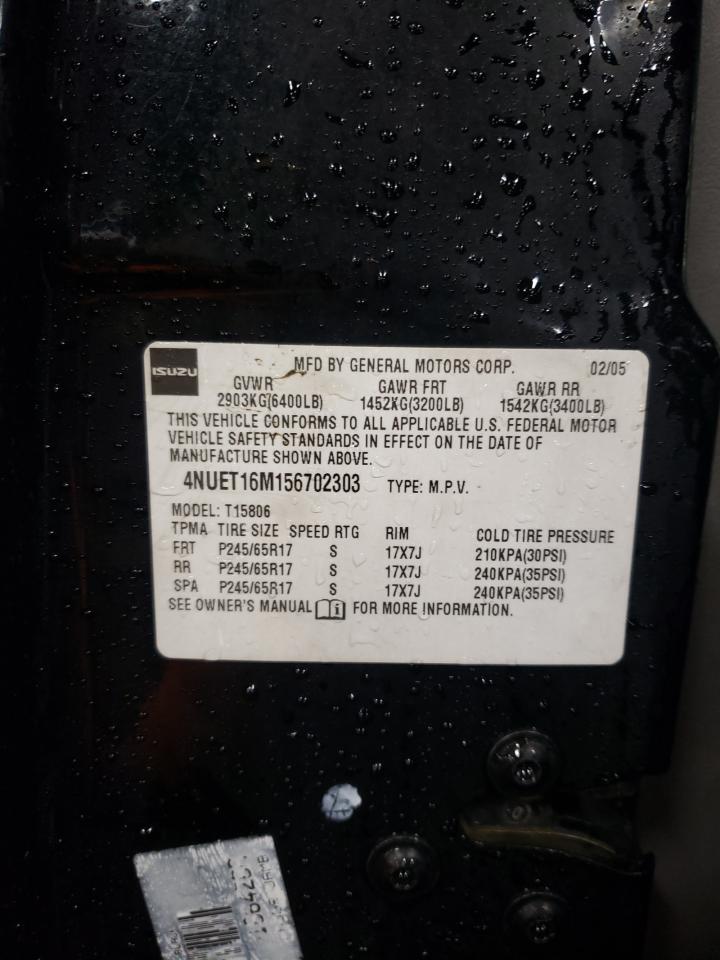 ISUZU
MFD BY GENERAL MOTORS CORP. 02/05
GVWR GAWR FRT GAWR RR
2903KG(6400LB) 1452KG(3200LB) 1542KG(3400LB)
THIS VEHICLE CONFORMS TO ALL APPLICABLE U.S. FEDERAL MOTOR
VEHICLE SAFETY STANDARDS IN EFFECT ON THE DATE OF
MANUFACTURE SHOWN ABOVE.
4NUET16M156702303 TYPE: M.P.V.
MODEL: T15806
TPMA TIRE SIZE SPEED RTG RIM COLD TIRE PRESSURE
FRT P245/65R17 S 17X7J 210KPA(30PSI)
RR P245/65R17 S 17X7J 240KPA(35PSI)
SPA P245/65R17 S 17X7J 240KPA(35PSI)
SEE OWNER'S MANUAL FOR MORE INFORMATION.